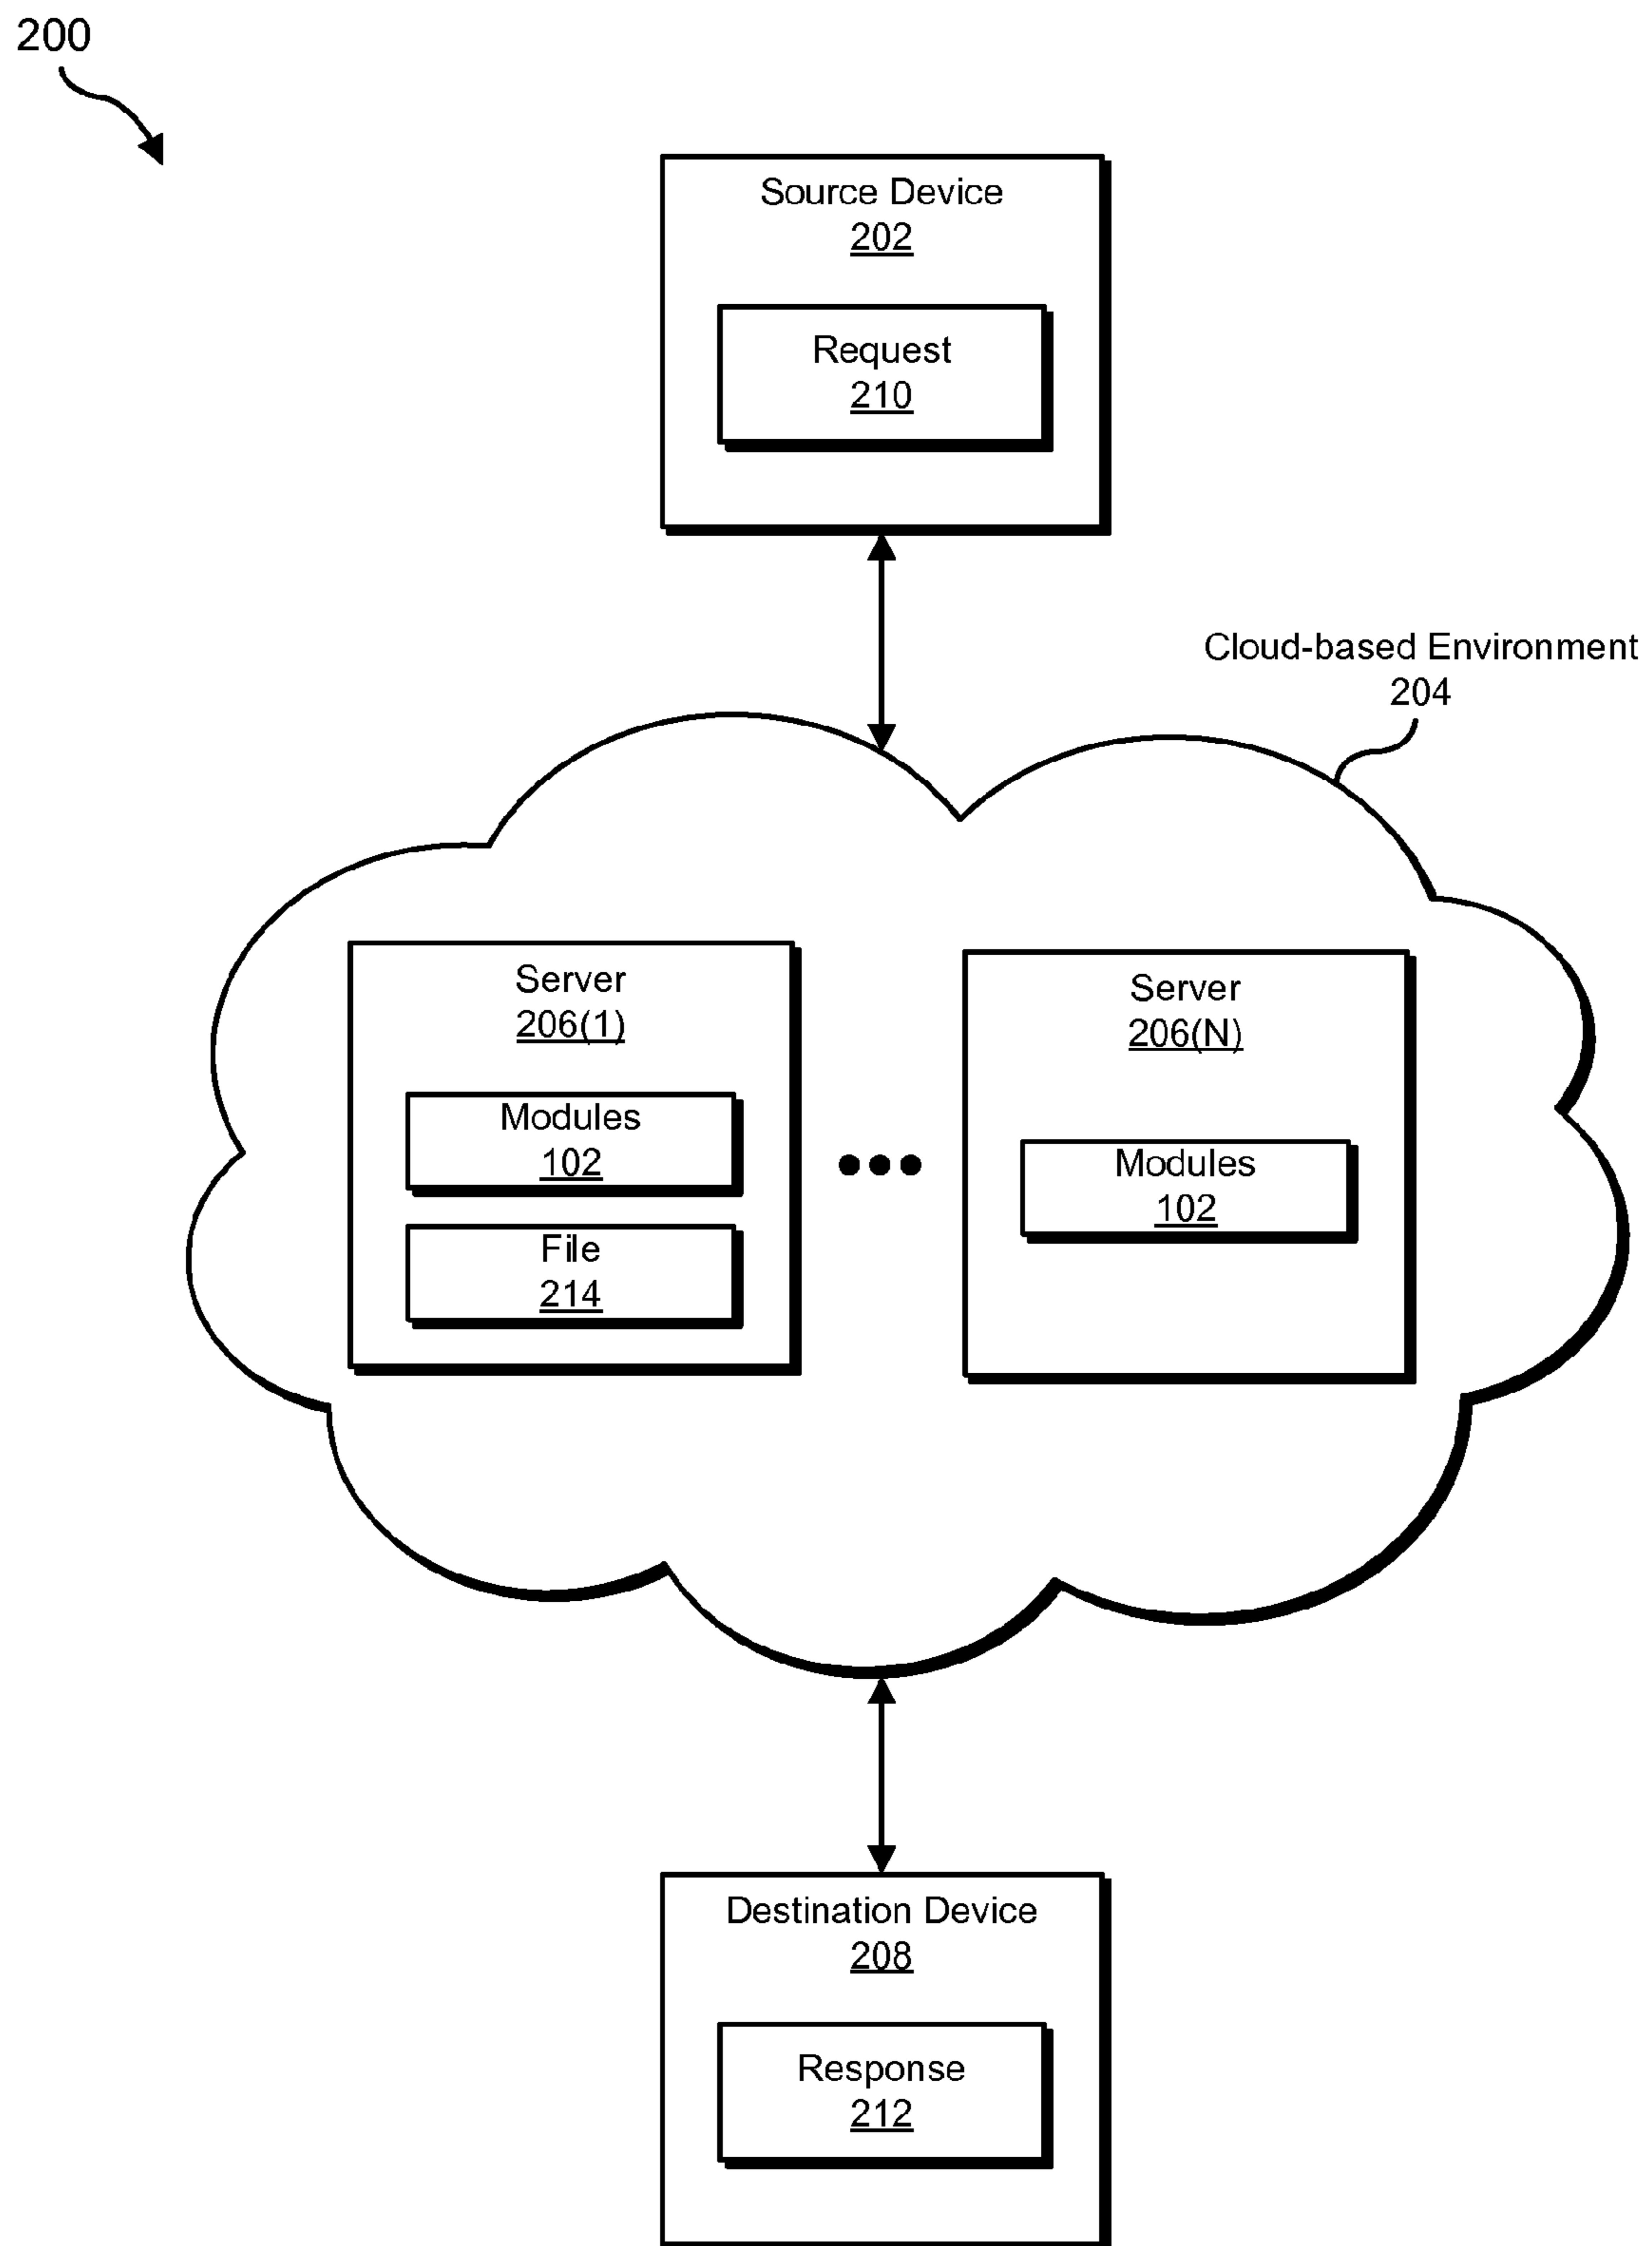 200
Source Device
202
Request
210
Cloud-based Environment
204
Server
206(1)
Modules
102
File
214
Server
206(N)
Modules
102
Destination Device
208
Response
212